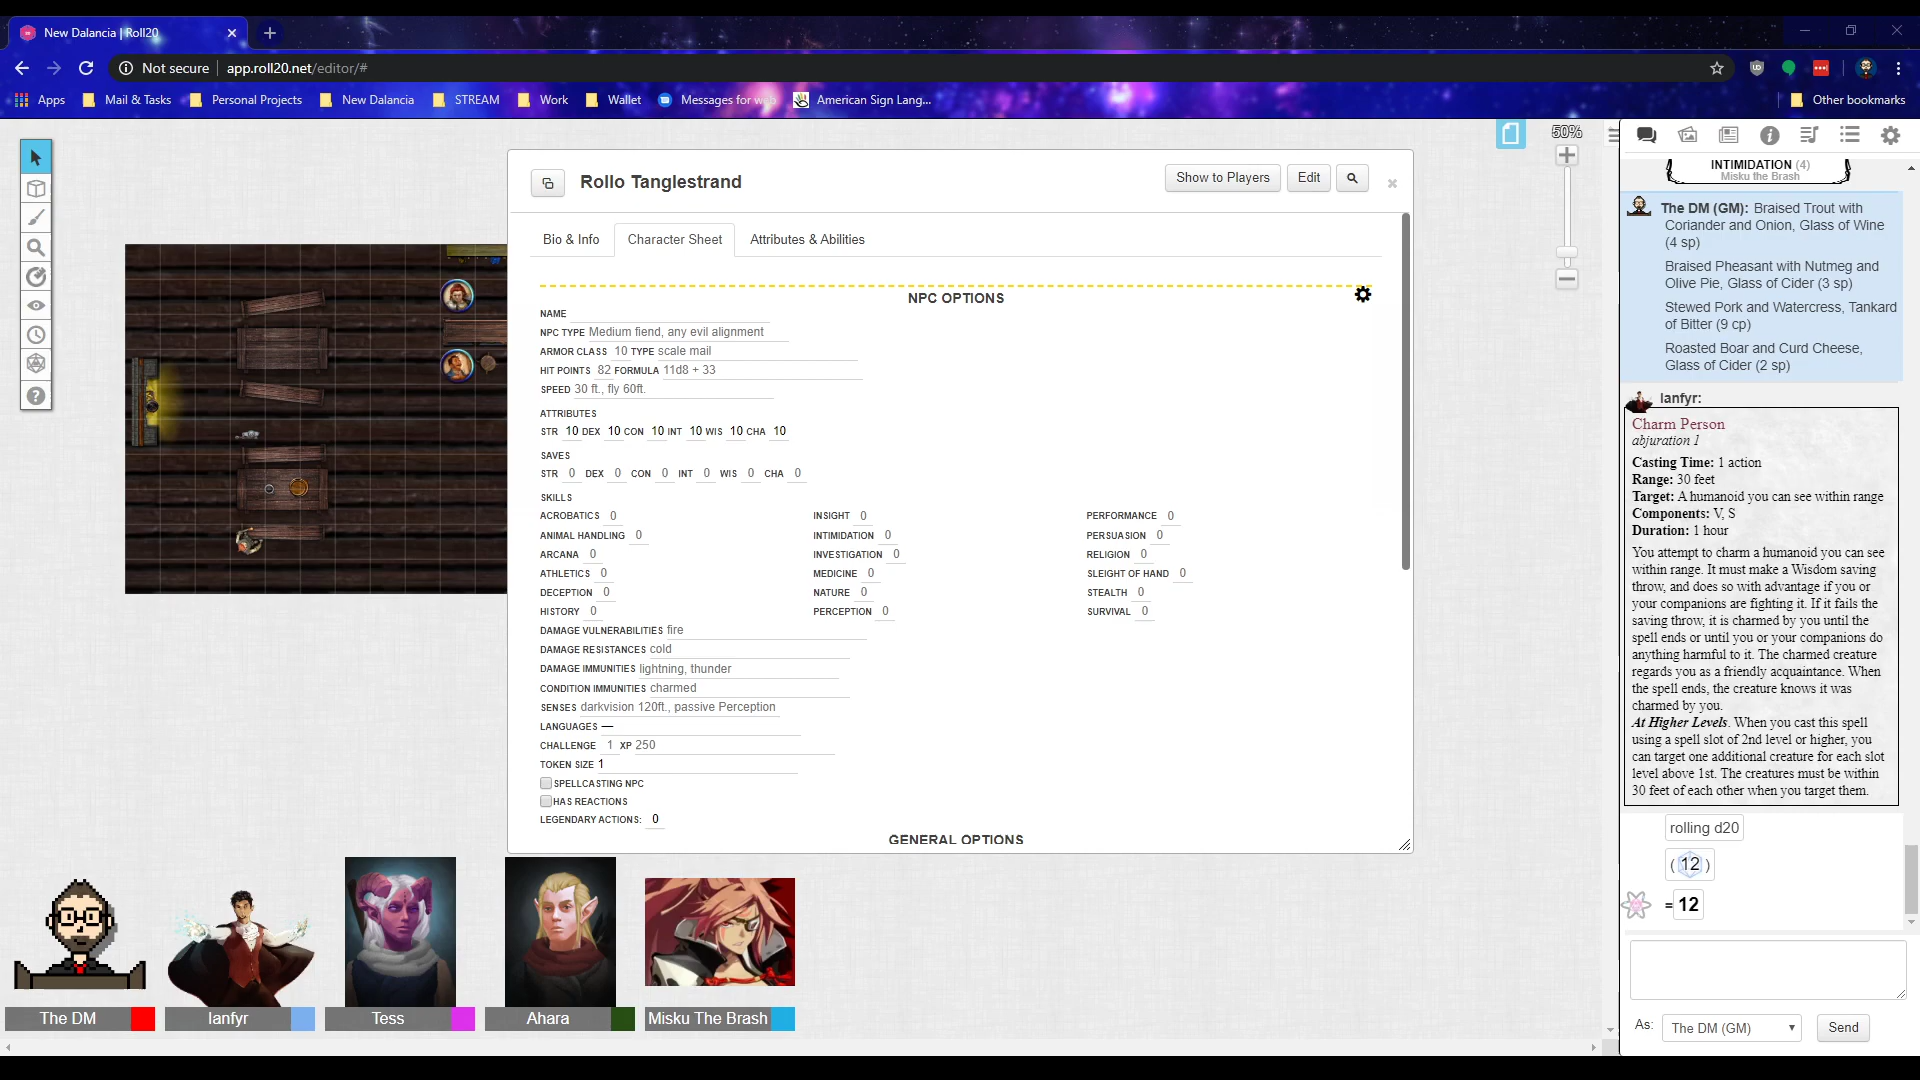 New Dalancia | Roll20
Not secure | app.roll20.net/editor/#
Apps Mail & Tasks Personal Projects New Dalancia STREAM Work Wallet Messages for web American Sign Lang... Other bookmarks
50%
Rollo Tanglestrand
Show to Players Edit
Bio & Info Character Sheet Attributes & Abilities
NPC OPTIONS
NAME
NPC TYPE Medium fiend, any evil alignment
ARMOR CLASS 10 TYPE scale mail
HIT POINTS 82 FORMULA 11d8 + 33
SPEED 30 ft., fly 60ft.
ATTRIBUTES
STR 10 DEX 10 CON 10 INT 10 WIS 10 CHA 10
SAVES
STR 0 DEX 0 CON 0 INT 0 WIS 0 CHA 0
SKILLS
ACROBATICS 0
ANIMAL HANDLING 0
ARCANA 0
ATHLETICS 0
DECEPTION 0
HISTORY 0
INSIGHT 0
INTIMIDATION 0
INVESTIGATION 0
MEDICINE 0
NATURE 0
PERCEPTION 0
PERFORMANCE 0
PERSUASION 0
RELIGION 0
SLEIGHT OF HAND 0
STEALTH 0
SURVIVAL 0
DAMAGE VULNERABILITIES fire
DAMAGE RESISTANCES cold
DAMAGE IMMUNITIES lightning, thunder
CONDITION IMMUNITIES charmed
SENSES darkvision 120ft., passive Perception
LANGUAGES —
CHALLENGE 1 XP 250
TOKEN SIZE 1
SPELLCASTING NPC
HAS REACTIONS
LEGENDARY ACTIONS: 0
GENERAL OPTIONS
The DM
Ianfyr
Tess
Ahara
Misku The Brash
INTIMIDATION (4)
Misku the Brash
The DM (GM): Braised Trout with
Coriander and Onion, Glass of Wine
(4 sp)
Braised Pheasant with Nutmeg and
Olive Pie, Glass of Cider (3 sp)
Stewed Pork and Watercress, Tankard
of Bitter (9 cp)
Roasted Boar and Curd Cheese,
Glass of Cider (2 sp)
Ianfyr:
Charm Person
abjuration 1
Casting Time: 1 action
Range: 30 feet
Target: A humanoid you can see within range
Components: V, S
Duration: 1 hour
You attempt to charm a humanoid you can see
within range. It must make a Wisdom saving
throw, and does so with advantage if you or
your companions are fighting it. If it fails the
saving throw, it is charmed by you until the
spell ends or until you or your companions do
anything harmful to it. The charmed creature
regards you as a friendly acquaintance. When
the spell ends, the creature knows it was
charmed by you.
At Higher Levels. When you cast this spell
using a spell slot of 2nd level or higher, you
can target one additional creature for each slot
level above 1st. The creatures must be within
30 feet of each other when you target them.
rolling d20
(12)
=12
As: The DM (GM) Send